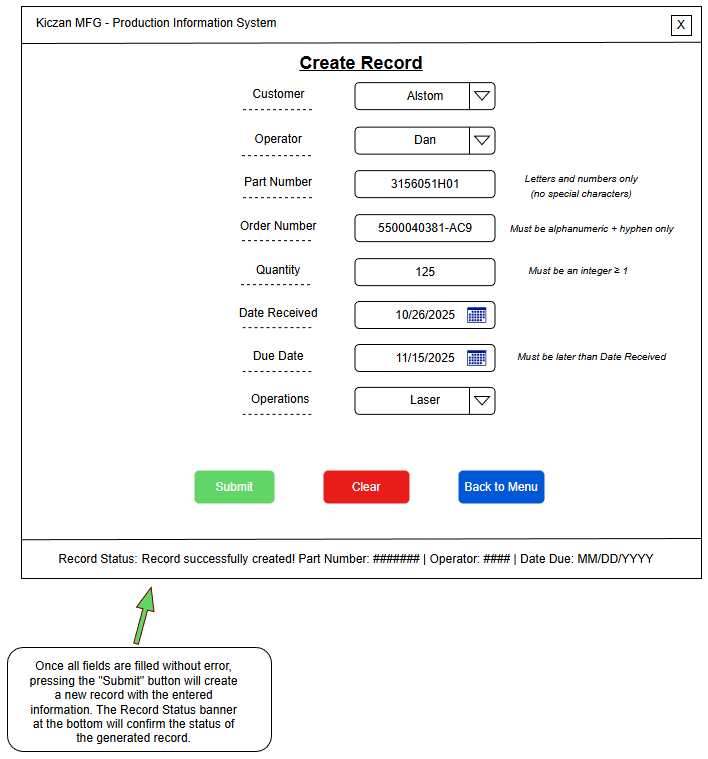 Kiczan MFG - Production Information System
X
Create Record
Customer
Alstom
Operator
Dan
Part Number
3156051H01
Letters and numbers only
(no special characters)
Order Number
5500040381-AC9
Must be alphanumeric + hyphen only
Quantity
125
Must be an integer ≥ 1
Date Received
10/26/2025
Due Date
11/15/2025
Must be later than Date Received
Operations
Laser
Submit
Clear
Back to Menu
Record Status: Record successfully created! Part Number: ####### | Operator: #### | Date Due: MM/DD/YYYY
Once all fields are filled without error,
pressing the "Submit" button will create
a new record with the entered
information. The Record Status banner
at the bottom will confirm the status of
the generated record.